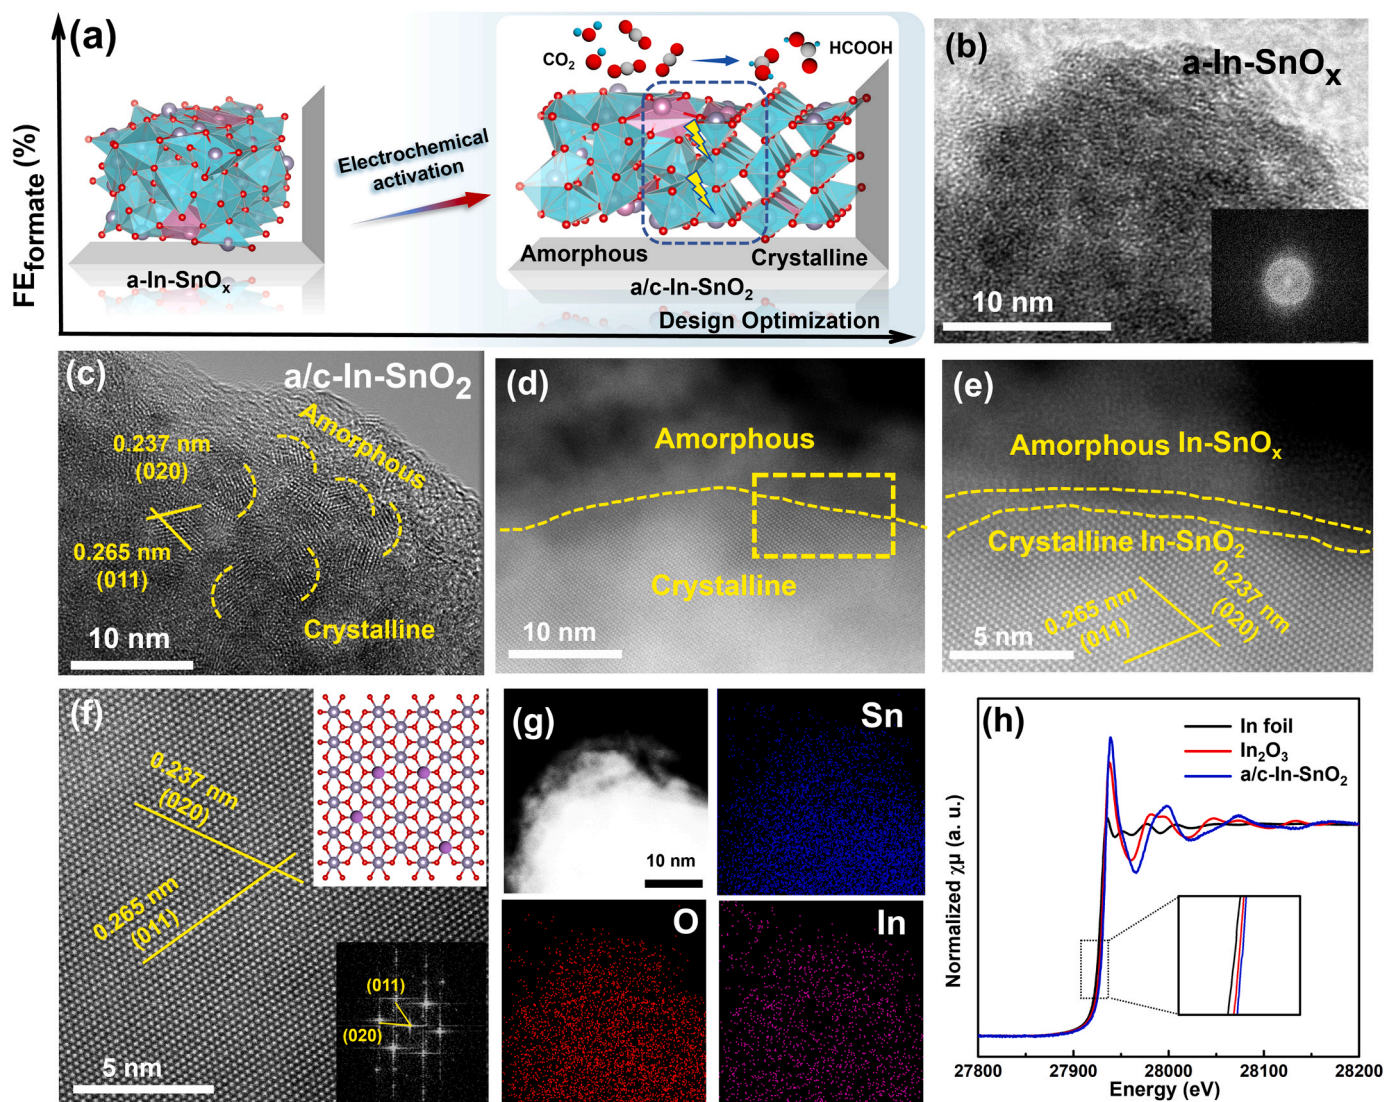 (a)
FE_formate (%)
CO₂
HCOOH
Electrochemical
activation
Amorphous
Crystalline
a-In-SnOₓ
a/c-In-SnO₂
Design Optimization
(b)
a-In-SnOₓ
10 nm
(c)
a/c-In-SnO₂
0.237 nm
(020)
Amorphous
0.265 nm
(011)
Crystalline
10 nm
(d)
Amorphous
Crystalline
10 nm
(e)
Amorphous In-SnOₓ
Crystalline In-SnO₂
0.265 nm
(011)
0.237 nm
(020)
5 nm
(f)
0.237 nm
(020)
0.265 nm
(011)
(011)
(020)
5 nm
(g)
10 nm
Sn
O
In
(h)
In foil
In₂O₃
a/c-In-SnO₂
Normalized χμ (a. u.)
27800 27900 28000 28100 28200
Energy (eV)